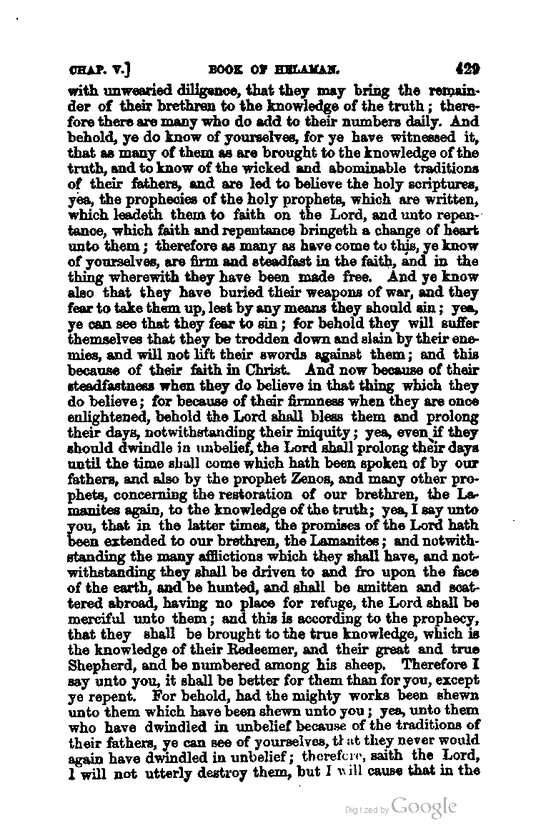 CHAP. V.] BOOK OF HELAMAN. 429
with unwearied diligence, that they may bring the remain-
der of their brethren to the knowledge of the truth; there-
fore there are many who do add to their numbers daily. And
behold, ye do know of yourselves, for ye have witnessed it,
that as many of them as are brought to the knowledge of the
truth, and to know of the wicked and abominable traditions
of their fathers, and are led to believe the holy scriptures,
yea, the prophecies of the holy prophets, which are written,
which leadeth them to faith on the Lord, and unto repen-
tance, which faith and repentance bringeth a change of heart
unto them; therefore as many as have come to this, ye know
of yourselves, are firm and steadfast in the faith, and in the
thing wherewith they have been made free. And ye know
also that they have buried their weapons of war, and they
fear to take them up, lest by any means they should sin; yea,
ye can see that they fear to sin; for behold they will suffer
themselves that they be trodden down and slain by their ene-
mies, and will not lift their swords against them; and this
because of their faith in Christ. And now because of their
steadfastness when they do believe in that thing which they
do believe; for because of their firmness when they are once
enlightened, behold the Lord shall bless them and prolong
their days, notwithstanding their iniquity; yea, even if they
should dwindle in unbelief, the Lord shall prolong their days
until the time shall come which hath been spoken of by our
fathers, and also by the prophet Zenos, and many other pro-
phets, concerning the restoration of our brethren, the La-
manites again, to the knowledge of the truth; yea, I say unto
you, that in the latter times, the promises of the Lord hath
been extended to our brethren, the Lamanites; and notwith-
standing the many afflictions which they shall have, and not-
withstanding they shall be driven to and fro upon the face
of the earth, and be hunted, and shall be smitten and scat-
tered abroad, having no place for refuge, the Lord shall be
merciful unto them; and this is according to the prophecy,
that they shall be brought to the true knowledge, which is
the knowledge of their Redeemer, and their great and true
Shepherd, and be numbered among his sheep. Therefore I
say unto you, it shall be better for them than for you, except
ye repent. For behold, had the mighty works been shewn
unto them which have been shewn unto you; yea, unto them
who have dwindled in unbelief because of the traditions of
their fathers, ye can see of yourselves, that they never would
again have dwindled in unbelief; therefore, saith the Lord,
I will not utterly destroy them, but I will cause that in the
Digitized by Google